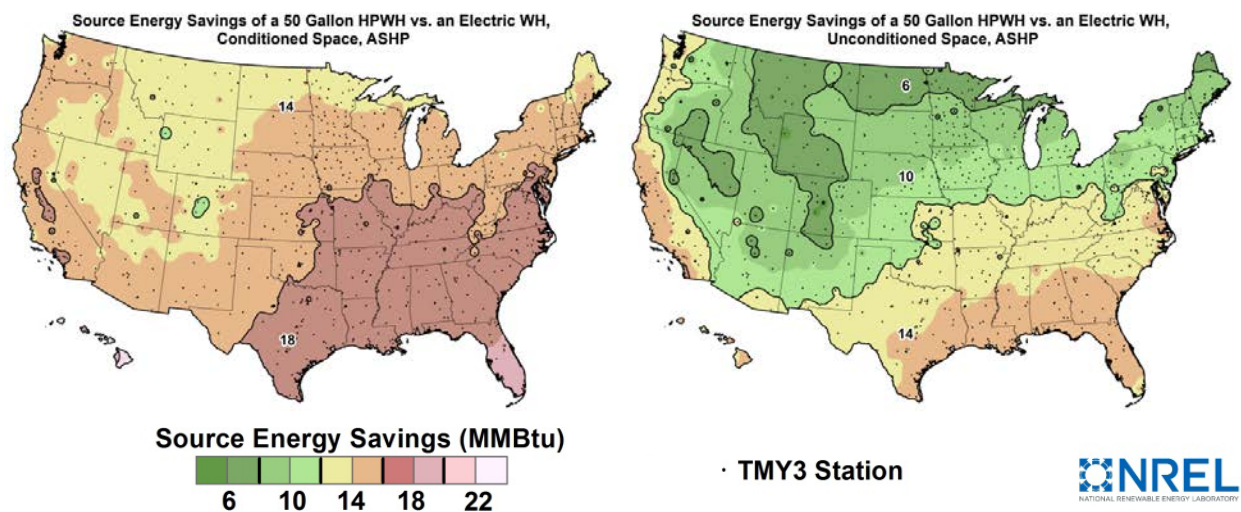 Source Energy Savings of a 50 Gallon HPWH vs. an Electric WH,
Conditioned Space, ASHP
Source Energy Savings of a 50 Gallon HPWH vs. an Electric WH,
Unconditioned Space, ASHP
14
18
6
10
14
Source Energy Savings (MMBtu)
6 10 14 18 22
· TMY3 Station
NREL
NATIONAL RENEWABLE ENERGY LABORATORY